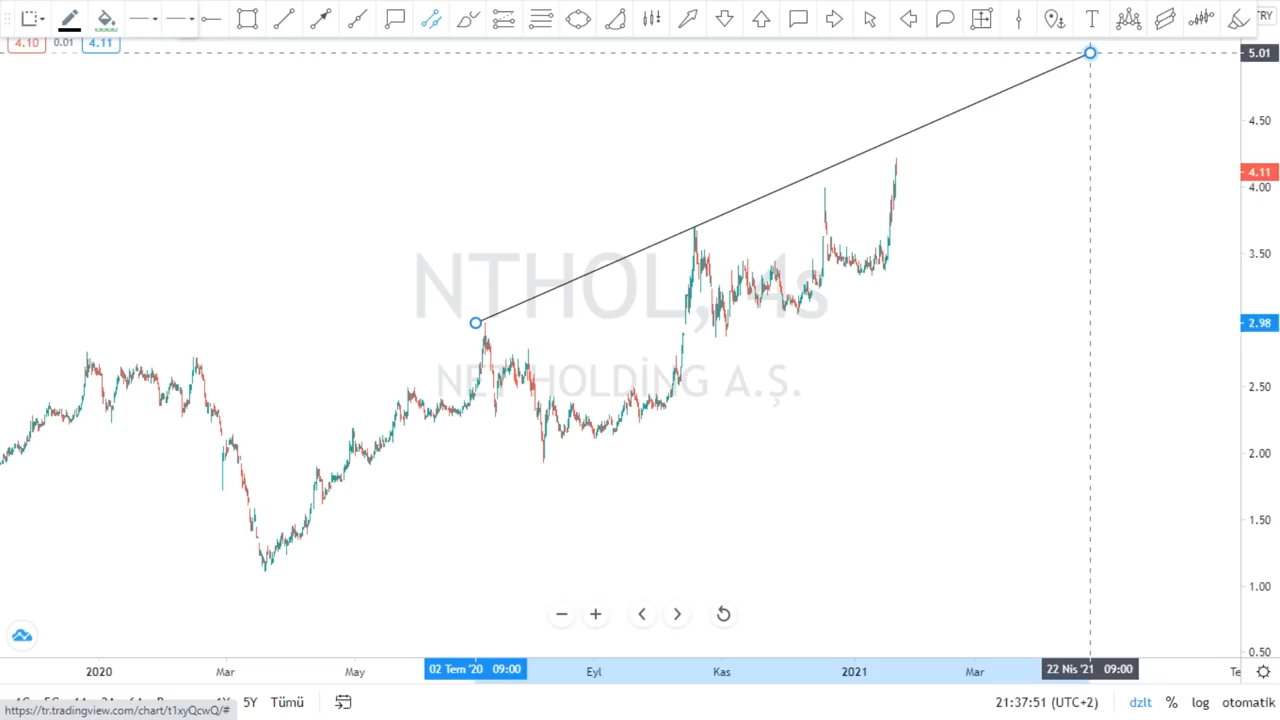 TRY
4.10 0.01 4.11
5.01
4.50
4.11
4.00
3.50
2.98
2.50
2.00
1.50
1.00
0.50
NTHOL, 4s
NET HOLDİNG A.Ş.
2020 Mar May 02 Tem '20 09:00 Eyl Kas 2021 Mar 22 Nis '21 09:00 Te
5Y Tümü 21:37:51 (UTC+2) dzlt % log otomatik
https://tr.tradingview.com/chart/t1xyQcwQ/#